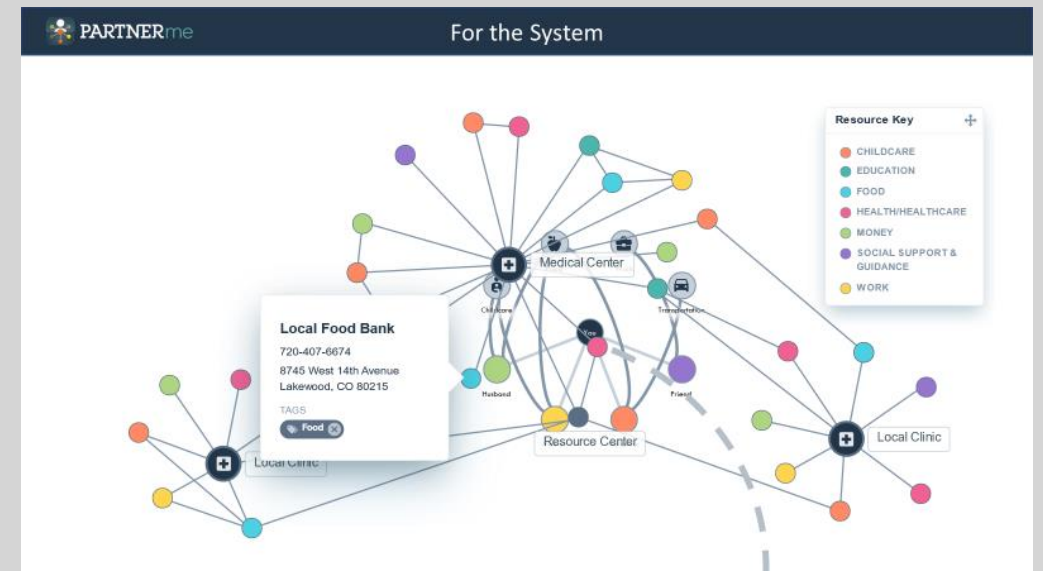 PARTNERme
For the System
Resource Key
CHILDCARE
EDUCATION
FOOD
HEALTH/HEALTHCARE
MONEY
SOCIAL SUPPORT &
GUIDANCE
WORK
Medical Center
Childcare
Transportation
You
Local Food Bank
720-407-6674
8745 West 14th Avenue
Lakewood, CO 80215
TAGS
Food
Husband
Friend
Resource Center
Local Clinic
Local Clinic